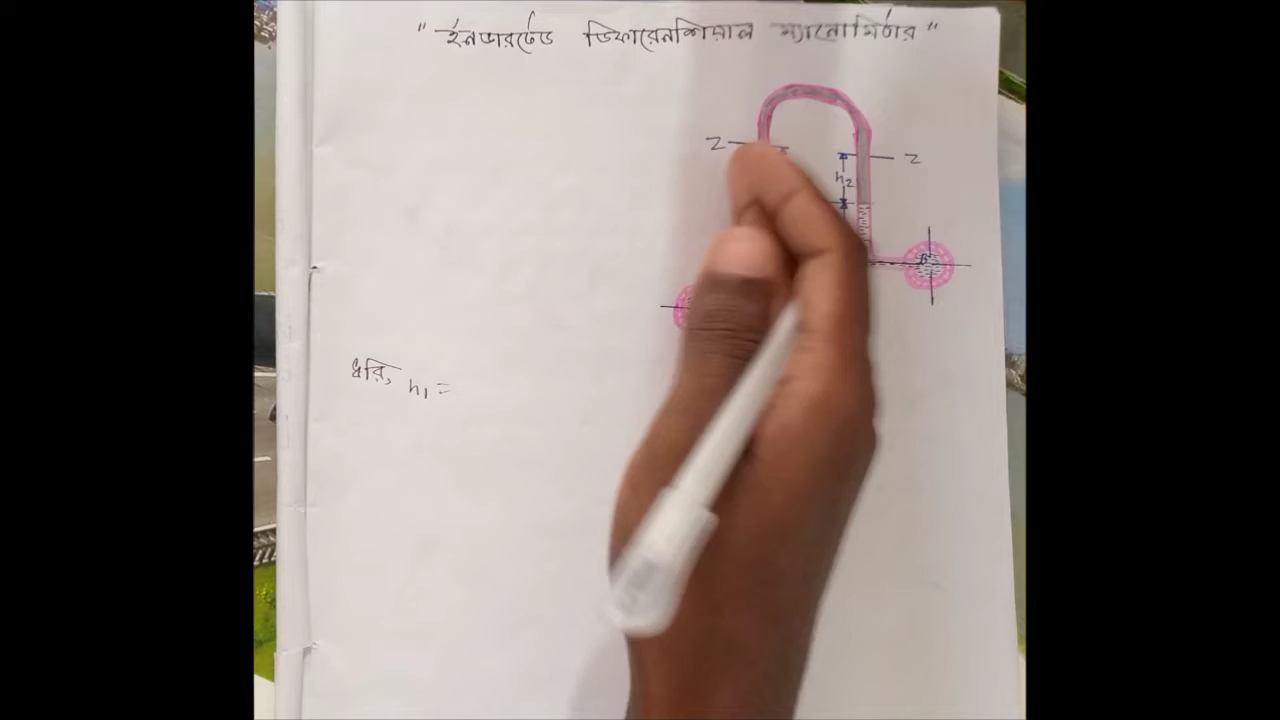 "ইনভারটেড ডিফারেনশিয়াল ম্যানোমিটার"
Z
Z
h₂
B
ধরি, h₁ =